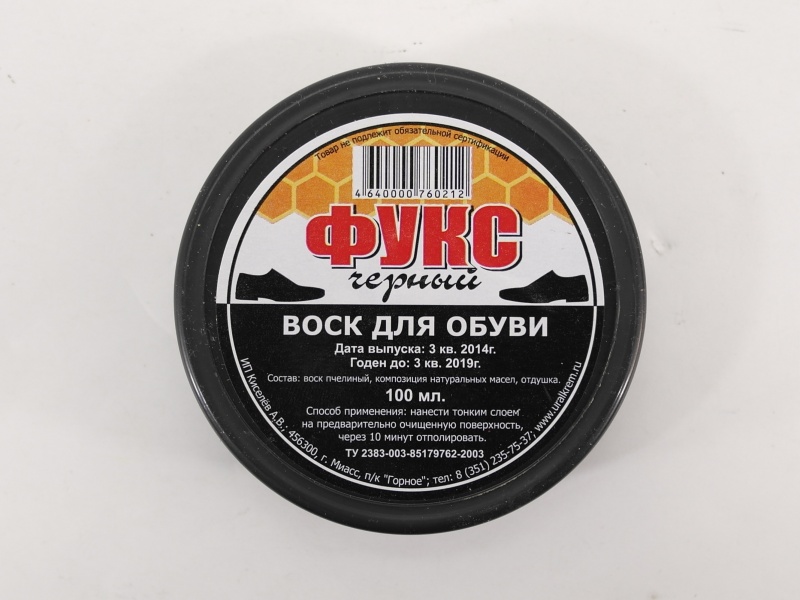 Товар не подлежит обязательной сертификации
4 640000 760212
ФУКС
черный
ВОСК ДЛЯ ОБУВИ
Дата выпуска: 3 кв. 2014г.
Годен до: 3 кв. 2019г.
Состав: воск пчелиный, композиция натуральных масел, отдушка.
100 мл.
Способ применения: нанести тонким слоем
на предварительно очищенную поверхность,
через 10 минут отполировать.
ТУ 2383-003-85179762-2003
ИП Киселёв А.В.; 456300, г. Миасс, п/к "Горное"; тел: 8 (351) 235-75-37; www.uralkrem.ru